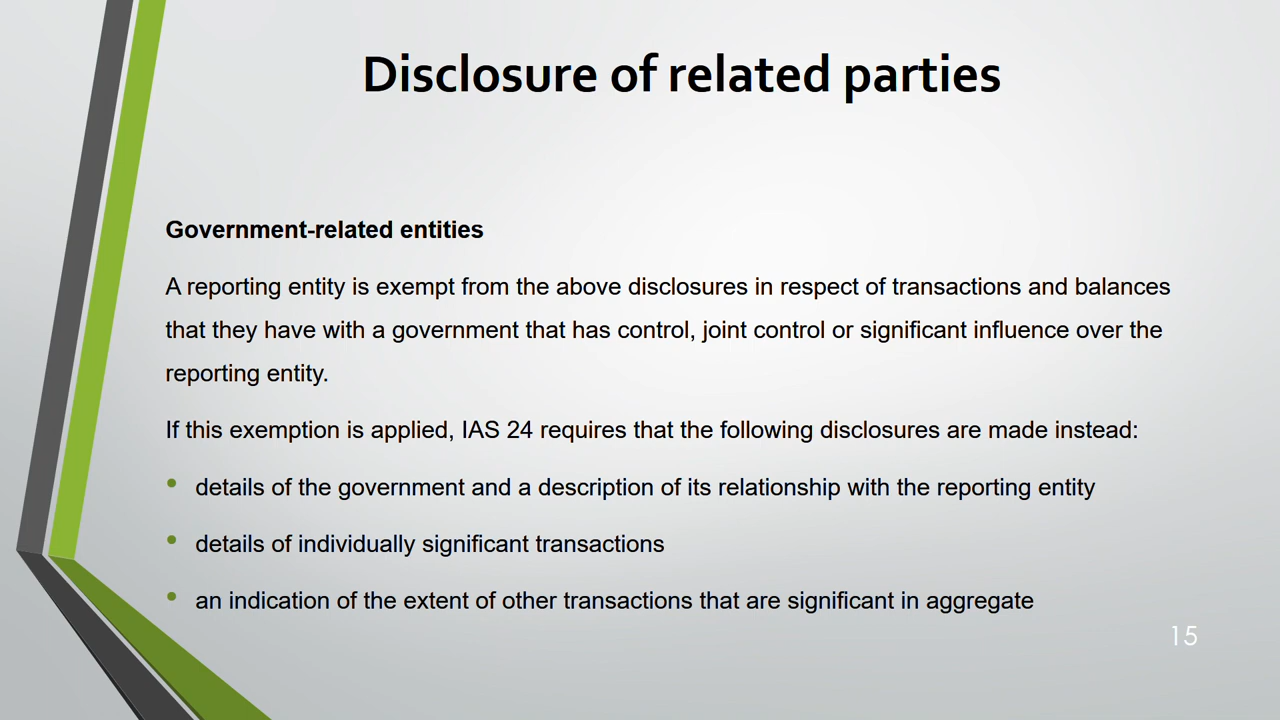 Disclosure of related parties
Government-related entities
A reporting entity is exempt from the above disclosures in respect of transactions and balances
that they have with a government that has control, joint control or significant influence over the
reporting entity.
If this exemption is applied, IAS 24 requires that the following disclosures are made instead:
• details of the government and a description of its relationship with the reporting entity
• details of individually significant transactions
• an indication of the extent of other transactions that are significant in aggregate
15